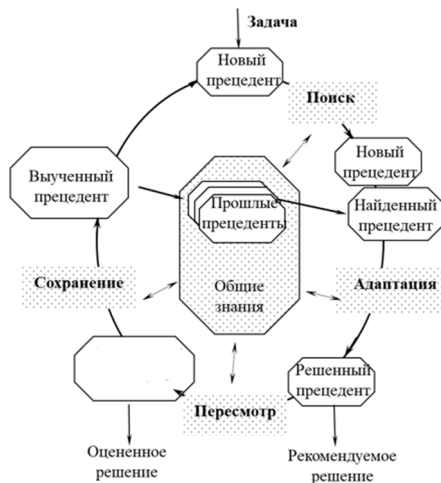 Задача
Новый
прецедент
Поиск
Новый
прецедент
Выученный
прецедент
Прошлые
прецеденты
Найденный
прецедент
Сохранение
Общие
знания
Адаптация
Решенный
прецедент
Пересмотр
Оцененное
решение
Рекомендуемое
решение